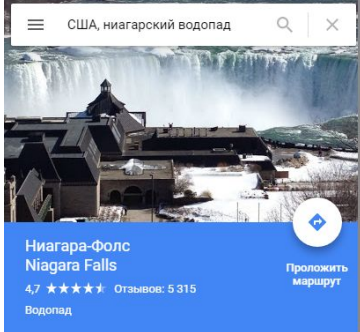 США, ниагарский водопад
Ниагара-Фолс
Niagara Falls
4,7 Отзывов: 5 315
Водопад
Проложить
маршрут